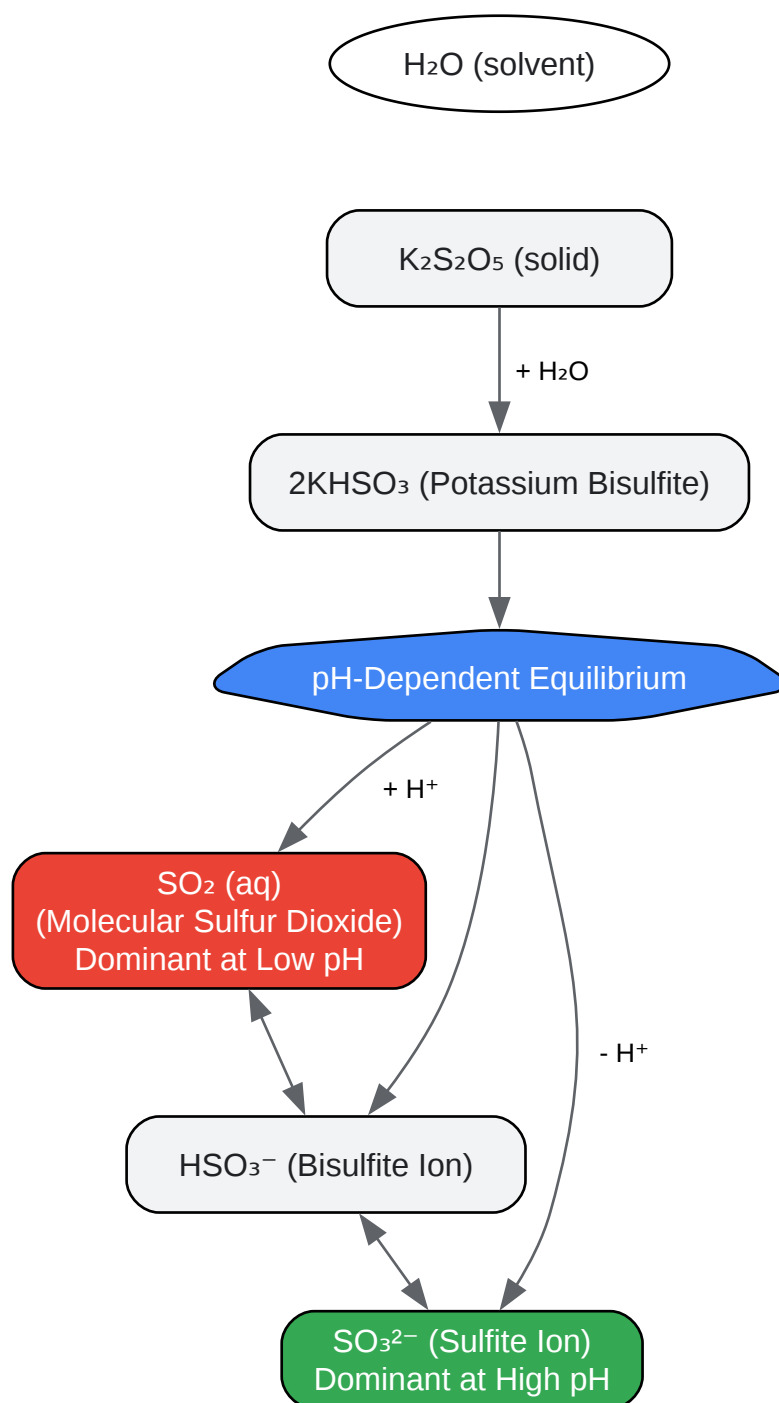 H₂O (solvent)
K₂S₂O₅ (solid)
+ H₂O
2KHSO₃ (Potassium Bisulfite)
pH-Dependent Equilibrium
+ H⁺
SO₂ (aq)
(Molecular Sulfur Dioxide)
Dominant at Low pH
- H⁺
HSO₃⁻ (Bisulfite Ion)
SO₃²⁻ (Sulfite Ion)
Dominant at High pH